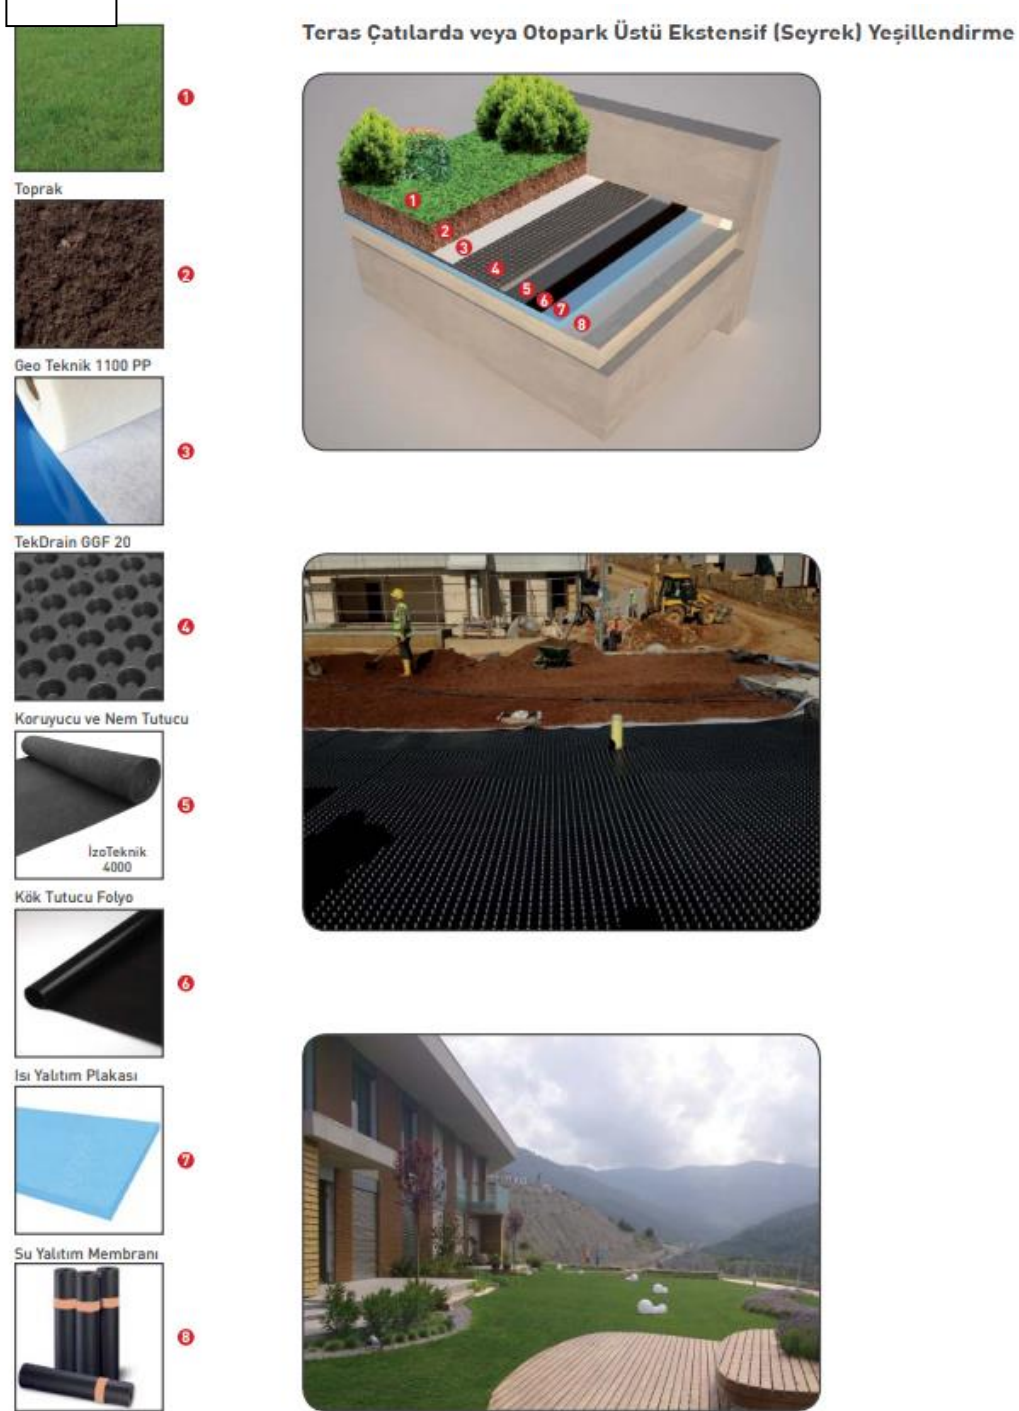 Teras Çatılarda veya Otopark Üstü Ekstensif (Seyrek) Yeşillendirme
1
Toprak
2
Geo Teknik 1100 PP
3
TekDrain GGF 20
4
Koruyucu ve Nem Tutucu
İzoTeknik
4000
5
Kök Tutucu Folyo
6
Isı Yalıtım Plakası
7
Su Yalıtım Membranı
8
1
2
3
4
5
6
7
8